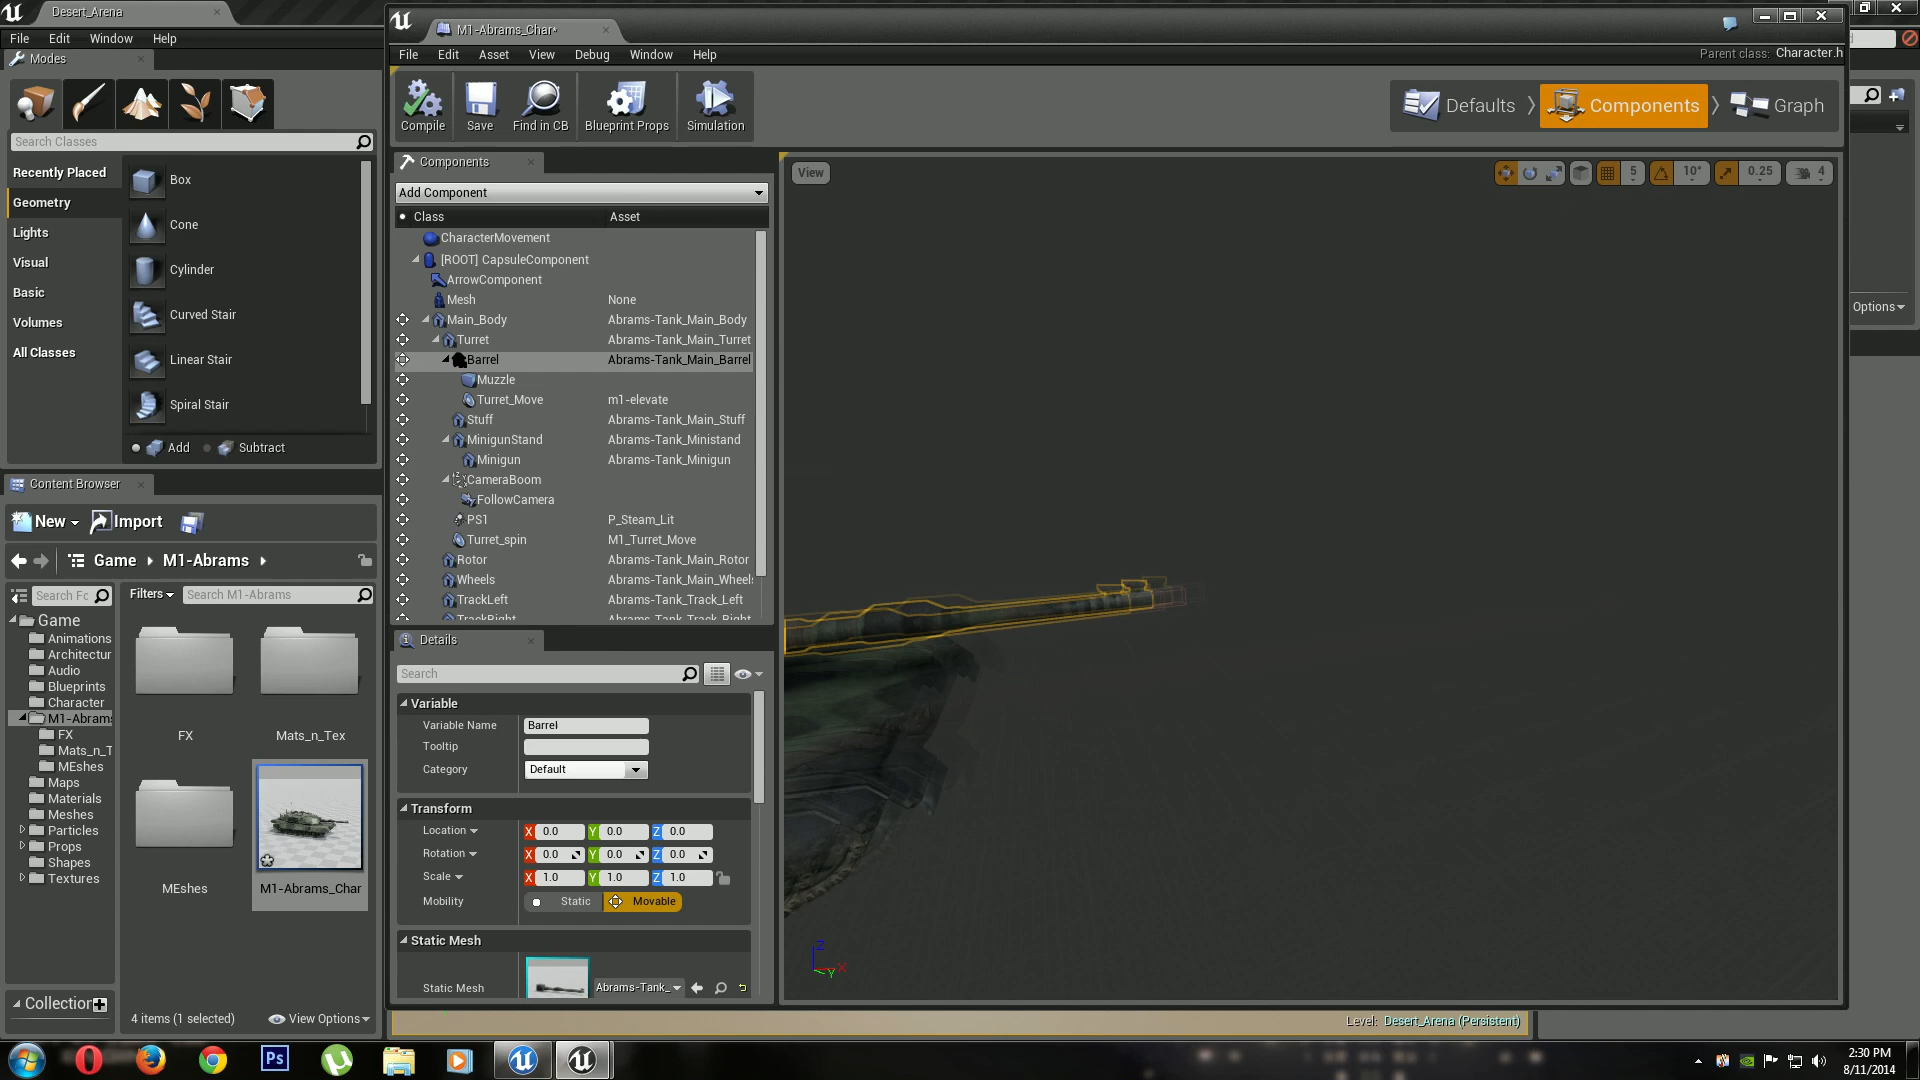 Desert_Arena
File Edit Window Help
Modes
Search Classes
Recently Placed
Geometry
Lights
Visual
Basic
Volumes
All Classes
Box
Cone
Cylinder
Curved Stair
Linear Stair
Spiral Stair
Add Subtract
Content Browser
New Import
Game M1-Abrams
Search Fc
Filters Search M1-Abrams
Game
Animations
Architectur
Audio
Blueprints
Character
M1-Abrams
FX
Mats_n_T
MEshes
Maps
Materials
Meshes
Particles
Props
Shapes
Textures
Collection
FX
Mats_n_Tex
MEshes
M1-Abrams_Char
4 items (1 selected) View Options
M1-Abrams_Char*
File Edit Asset View Debug Window Help
Parent class: Character.h
Compile Save Find in CB Blueprint Props Simulation
Defaults Components Graph
Components
Add Component
Class Asset
CharacterMovement
[ROOT] CapsuleComponent
ArrowComponent
Mesh None
Main_Body Abrams-Tank_Main_Body
Turret Abrams-Tank_Main_Turret
Barrel Abrams-Tank_Main_Barrel
Muzzle
Turret_Move m1-elevate
Stuff Abrams-Tank_Main_Stuff
MinigunStand Abrams-Tank_Ministand
Minigun Abrams-Tank_Minigun
CameraBoom
FollowCamera
PS1 P_Steam_Lit
Turret_spin M1_Turret_Move
Rotor Abrams-Tank_Main_Rotor
Wheels Abrams-Tank_Main_Wheels
TrackLeft Abrams-Tank_Track_Left
TrackRight Abrams-Tank_Track_Right
Details
Search
Variable
Variable Name Barrel
Tooltip
Category Default
Transform
Location X 0.0 Y 0.0 Z 0.0
Rotation X 0.0 Y 0.0 Z 0.0
Scale X 1.0 Y 1.0 Z 1.0
Mobility Static Movable
Static Mesh
Static Mesh Abrams-Tank_
View
5 10° 0.25 4
Z
X
Y
Options
Level: Desert_Arena (Persistent)
Ps
2:30 PM
8/11/2014